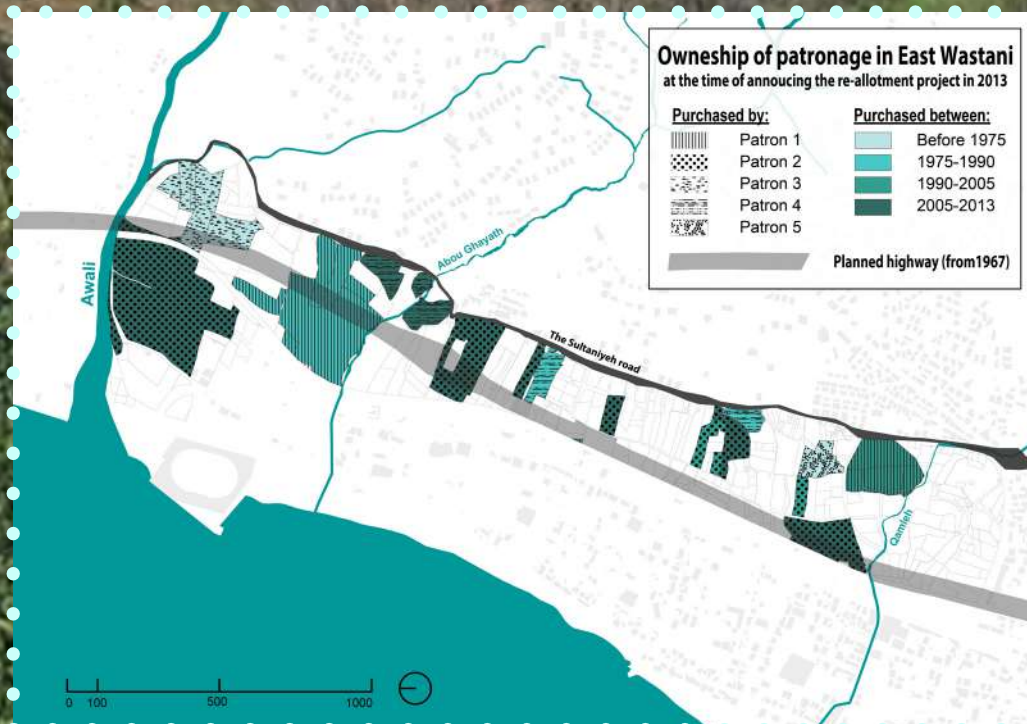 Owneship of patronage in East Wastani
at the time of annoucing the re-allotment project in 2013
Purchased by:
Patron 1
Patron 2
Patron 3
Patron 4
Patron 5
Purchased between:
Before 1975
1975-1990
1990-2005
2005-2013
Planned highway (from1967)
Awali
Abou Ghayath
The Sultaniyeh road
Qamleh
0 100 500 1000